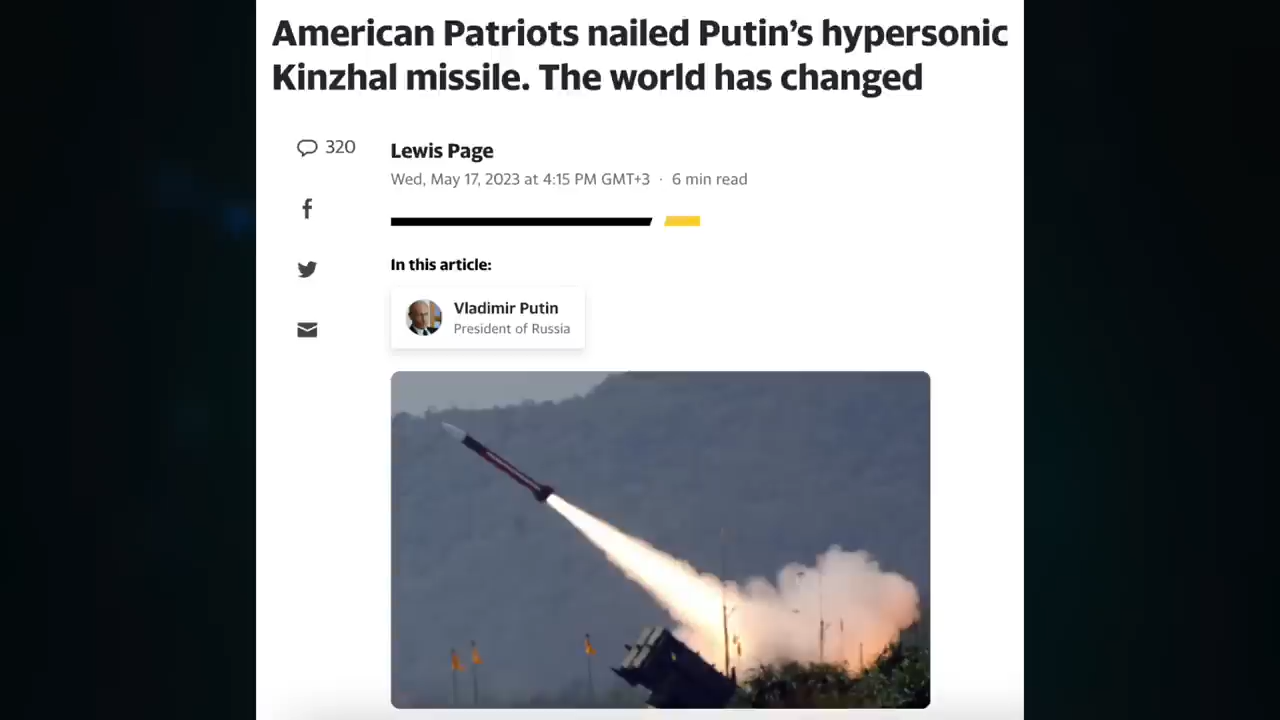 American Patriots nailed Putin’s hypersonic
Kinzhal missile. The world has changed
320
Lewis Page
Wed, May 17, 2023 at 4:15 PM GMT+3 · 6 min read
In this article:
Vladimir Putin
President of Russia